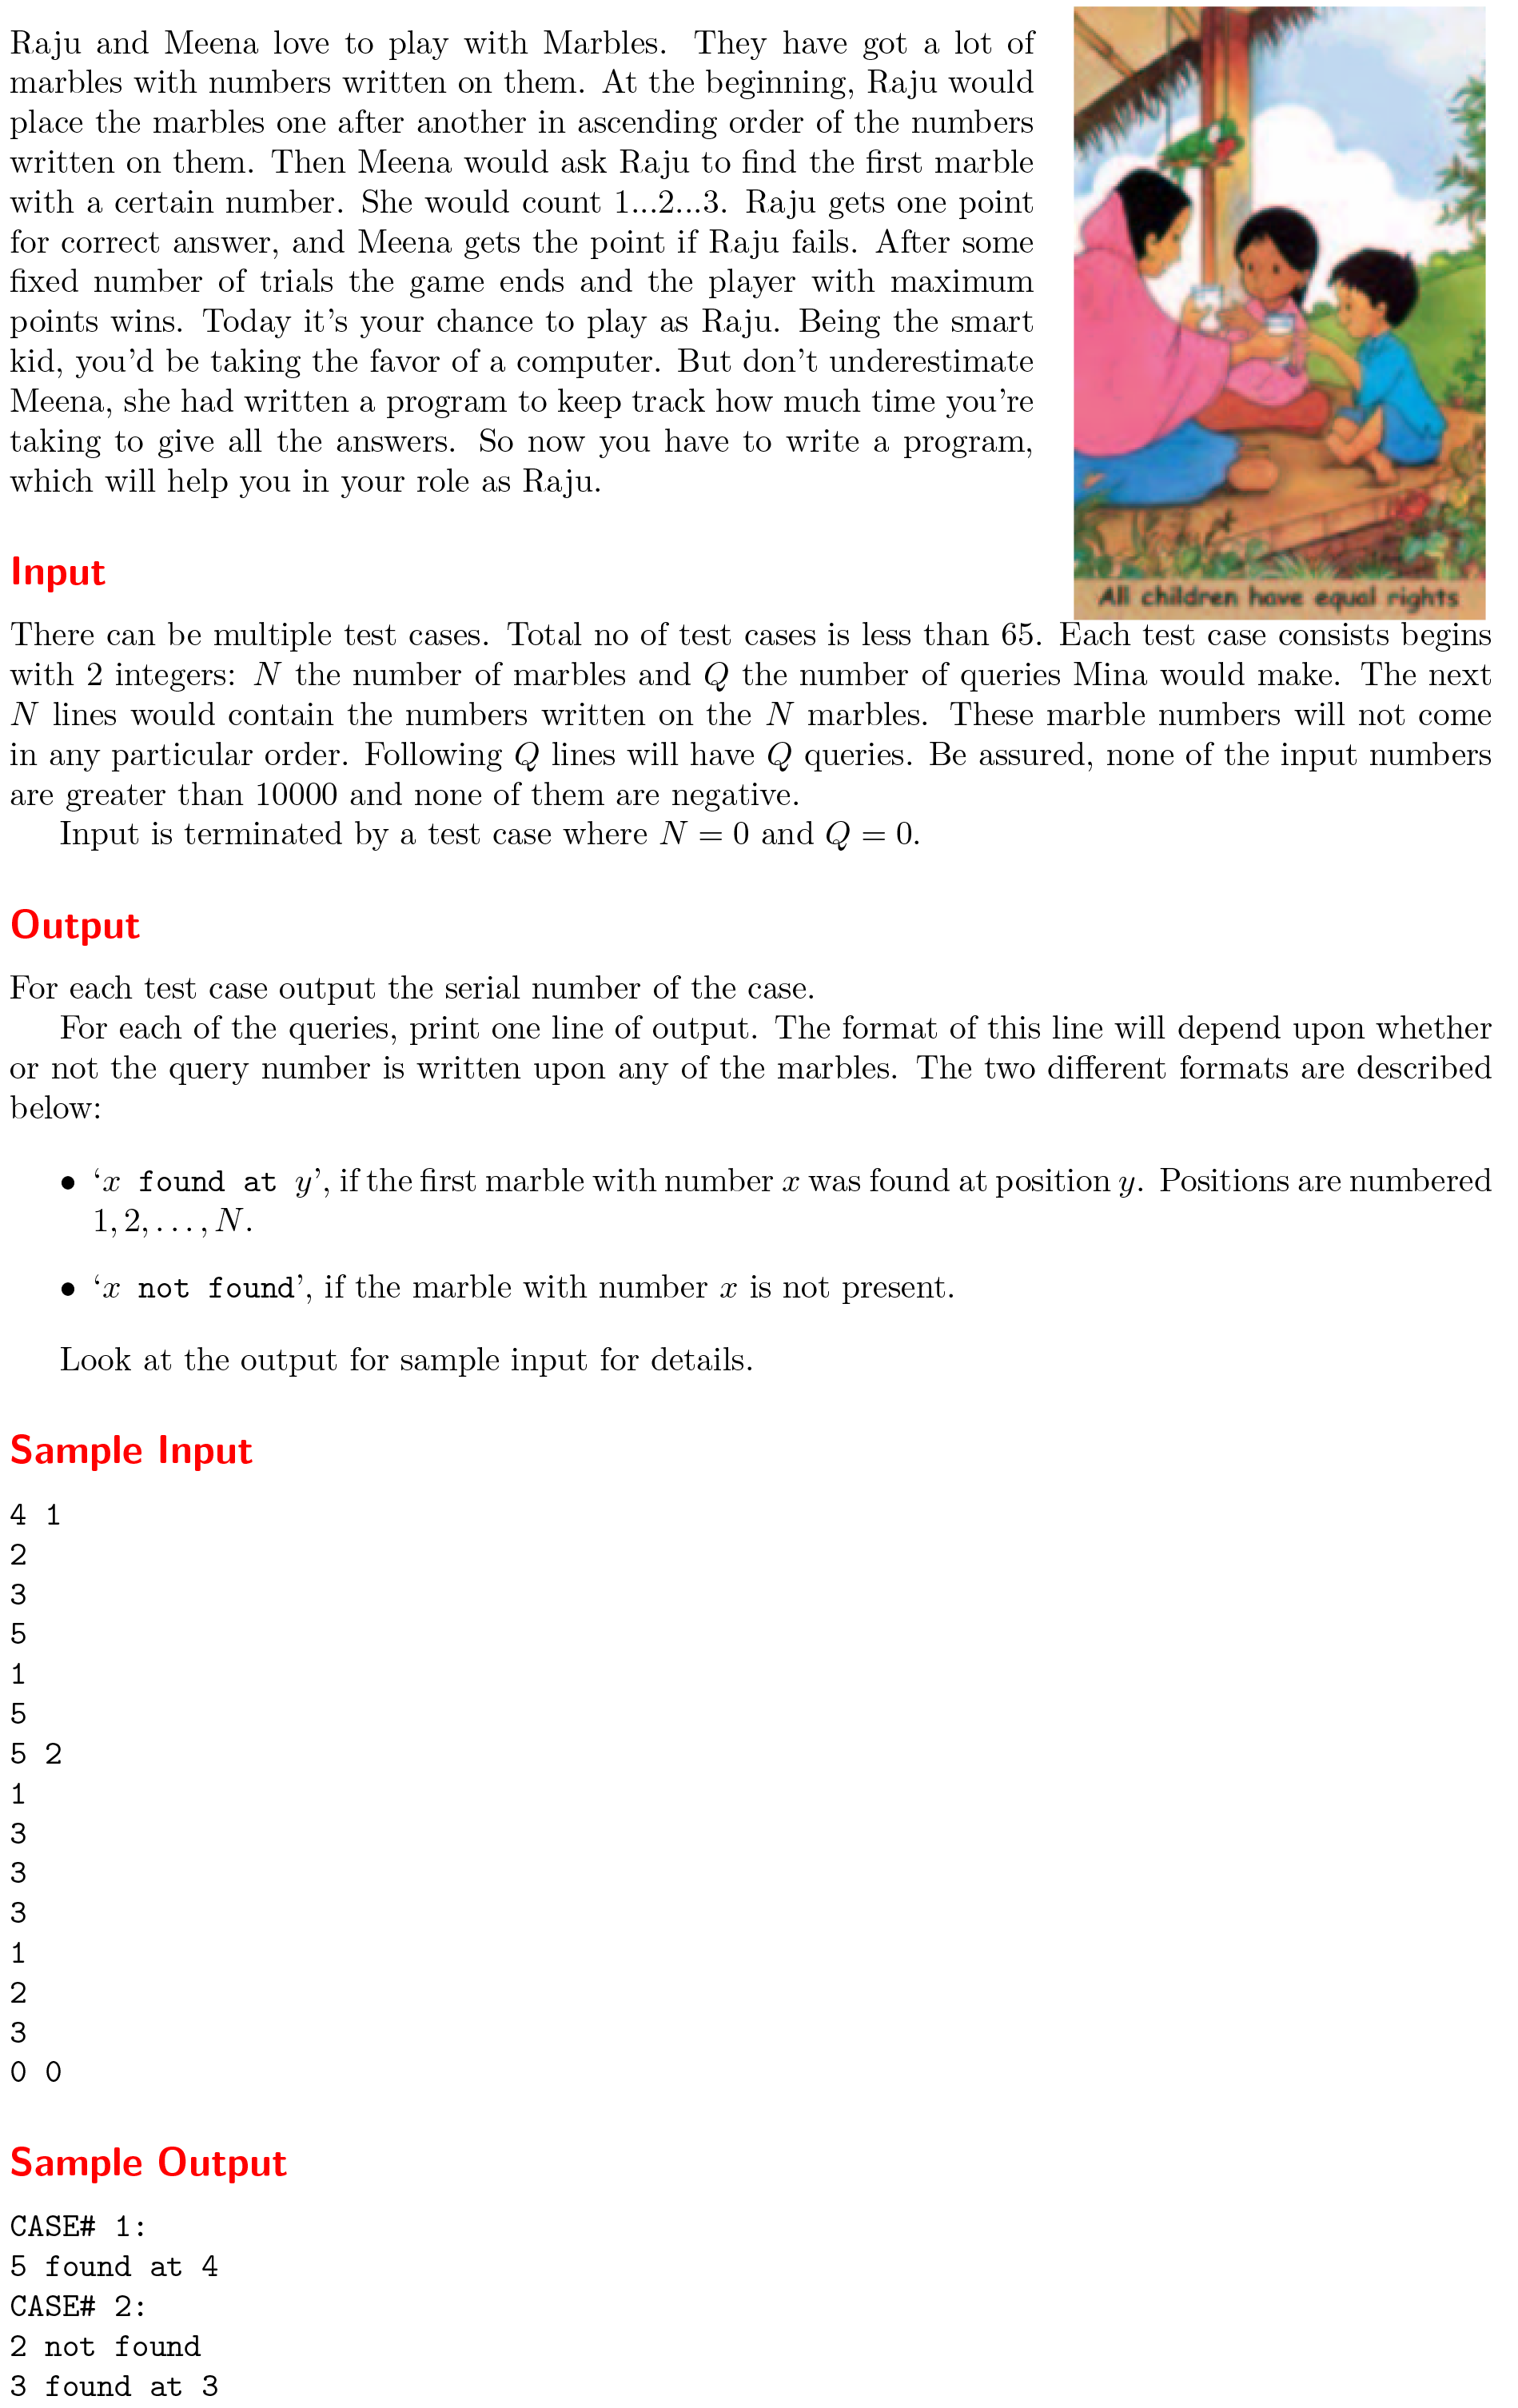 Raju and Meena love to play with Marbles. They have got a lot of
marbles with numbers written on them. At the beginning, Raju would
place the marbles one after another in ascending order of the numbers
written on them. Then Meena would ask Raju to find the first marble
with a certain number. She would count 1...2...3. Raju gets one point
for correct answer, and Meena gets the point if Raju fails. After some
fixed number of trials the game ends and the player with maximum
points wins. Today it's your chance to play as Raju. Being the smart
kid, you'd be taking the favor of a computer. But don't underestimate
Meena, she had written a program to keep track how much time you're
taking to give all the answers. So now you have to write a program,
which will help you in your role as Raju.
All children have equal rights
Input
There can be multiple test cases. Total no of test cases is less than 65. Each test case consists begins
with 2 integers: N the number of marbles and Q the number of queries Mina would make. The next
N lines would contain the numbers written on the N marbles. These marble numbers will not come
in any particular order. Following Q lines will have Q queries. Be assured, none of the input numbers
are greater than 10000 and none of them are negative.
Input is terminated by a test case where N = 0 and Q = 0.
Output
For each test case output the serial number of the case.
For each of the queries, print one line of output. The format of this line will depend upon whether
or not the query number is written upon any of the marbles. The two different formats are described
below:
• ‘x found at y’, if the first marble with number x was found at position y. Positions are numbered
1, 2, . . . , N.
• ‘x not found’, if the marble with number x is not present.
Look at the output for sample input for details.
Sample Input
4 1
2
3
5
1
5
5 2
1
3
3
3
1
2
3
0 0
Sample Output
CASE# 1:
5 found at 4
CASE# 2:
2 not found
3 found at 3